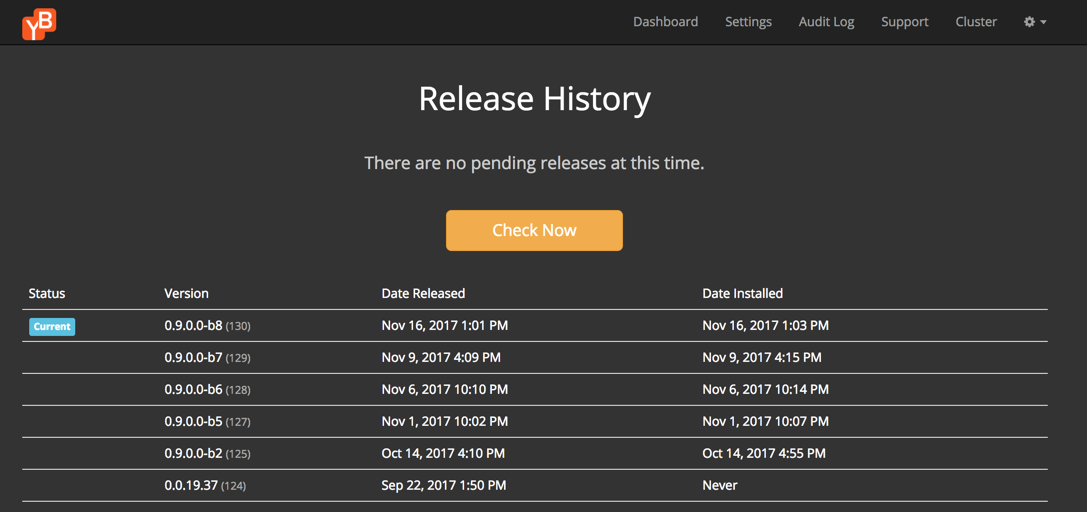 YB
Dashboard Settings Audit Log Support Cluster
Release History
There are no pending releases at this time.
Check Now
Status Version Date Released Date Installed
Current 0.9.0.0-b8 (130) Nov 16, 2017 1:01 PM Nov 16, 2017 1:03 PM
0.9.0.0-b7 (129) Nov 9, 2017 4:09 PM Nov 9, 2017 4:15 PM
0.9.0.0-b6 (128) Nov 6, 2017 10:10 PM Nov 6, 2017 10:14 PM
0.9.0.0-b5 (127) Nov 1, 2017 10:02 PM Nov 1, 2017 10:07 PM
0.9.0.0-b2 (125) Oct 14, 2017 4:10 PM Oct 14, 2017 4:55 PM
0.0.19.37 (124) Sep 22, 2017 1:50 PM Never